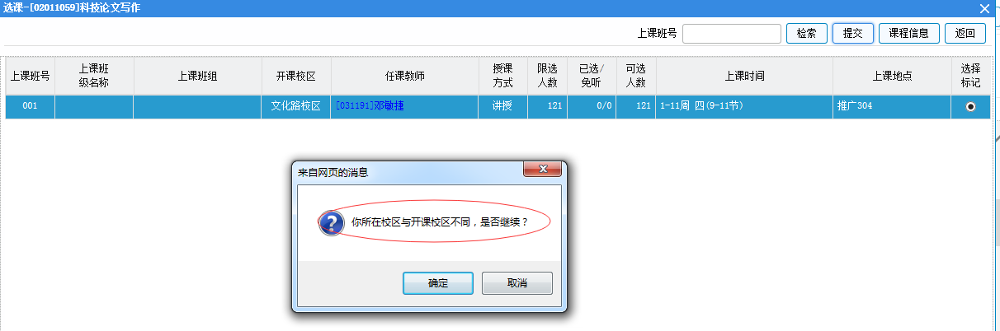 选课-[02011059]科技论文写作
上课班号 检索 提交 课程信息 返回
上课班号 上课班级名称 上课班组 开课校区 任课教师 授课方式 限选人数 已选/免听 可选人数 上课时间 上课地点 选择标记
001 文化路校区 [031191]邓敏捷 讲授 121 0/0 121 1-11周 四(9-11节) 推广304
来自网页的消息
你所在校区与开课校区不同，是否继续？
确定 取消